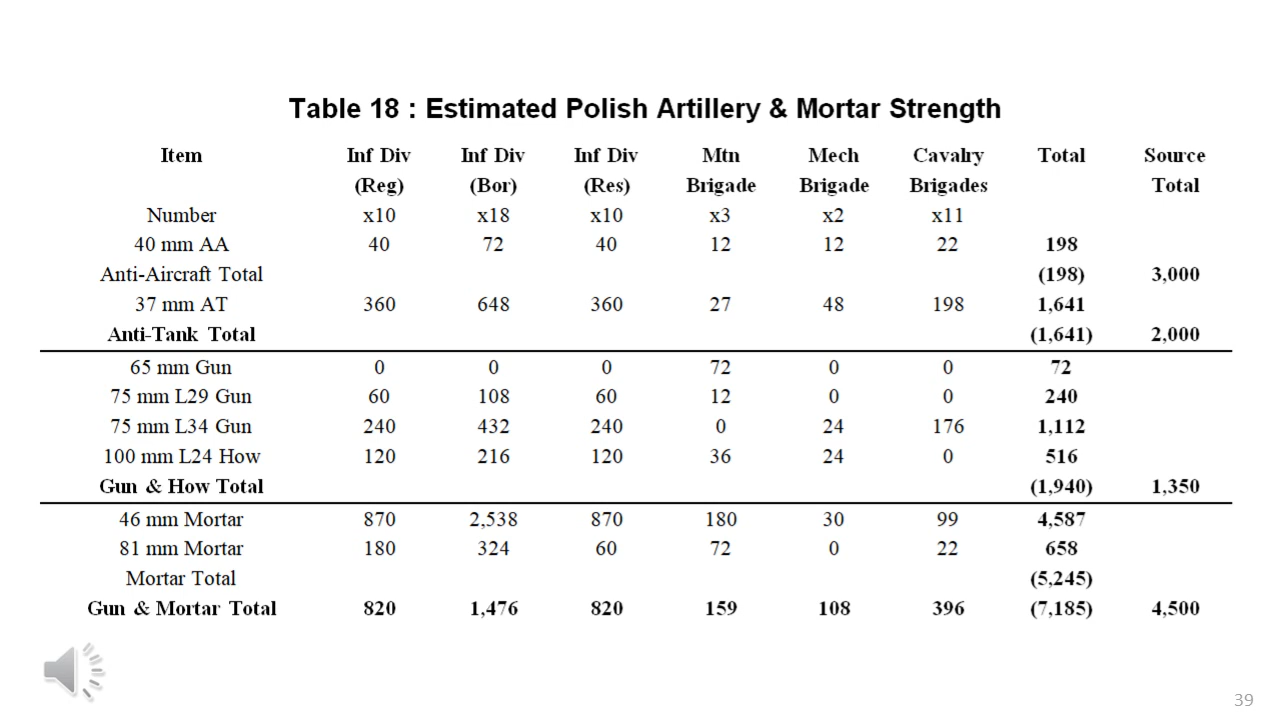 Table 18 : Estimated Polish Artillery & Mortar Strength
Item Inf Div Inf Div Inf Div Mtn Mech Cavalry Total Source
(Reg) (Bor) (Res) Brigade Brigade Brigades Total
Number x10 x18 x10 x3 x2 x11
40 mm AA 40 72 40 12 12 22 198
Anti-Aircraft Total (198) 3,000
37 mm AT 360 648 360 27 48 198 1,641
Anti-Tank Total (1,641) 2,000
65 mm Gun 0 0 0 72 0 0 72
75 mm L29 Gun 60 108 60 12 0 0 240
75 mm L34 Gun 240 432 240 0 24 176 1,112
100 mm L24 How 120 216 120 36 24 0 516
Gun & How Total (1,940) 1,350
46 mm Mortar 870 2,538 870 180 30 99 4,587
81 mm Mortar 180 324 60 72 0 22 658
Mortar Total (5,245)
Gun & Mortar Total 820 1,476 820 159 108 396 (7,185) 4,500
39